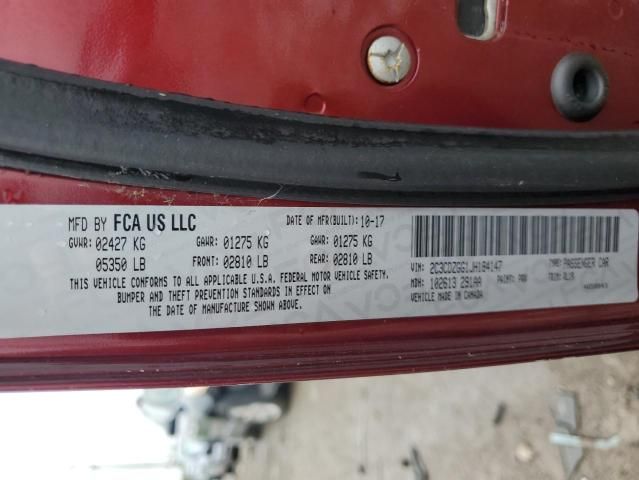 MFD BY FCA US LLC DATE OF MFR(BUILT): 10-17
GVWR: 02427 KG GAWR: 01275 KG GAWR: 01275 KG
05350 LB FRONT: 02810 LB REAR: 02810 LB
THIS VEHICLE CONFORMS TO ALL APPLICABLE U.S.A. FEDERAL MOTOR VEHICLE SAFETY,
BUMPER AND THEFT PREVENTION STANDARDS IN EFFECT ON
THE DATE OF MANUFACTURE SHOWN ABOVE.
VIN: 2C3CDZGG1JH184147 TYPE: PASSENGER CAR
MDH: 102613 281AA PAINT: PRV TRIM:
VEHICLE MADE IN CANADA